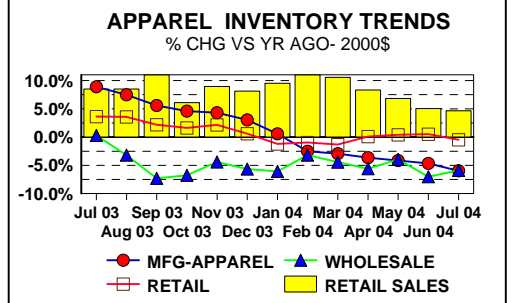 APPAREL INVENTORY TRENDS
% CHG VS YR AGO- 2000$
10.0%
5.0%
0.0%
-5.0%
-10.0%
Jul 03 Sep 03 Nov 03 Jan 04 Mar 04 May 04 Jul 04
Aug 03 Oct 03 Dec 03 Feb 04 Apr 04 Jun 04
MFG-APPAREL WHOLESALE
RETAIL RETAIL SALES